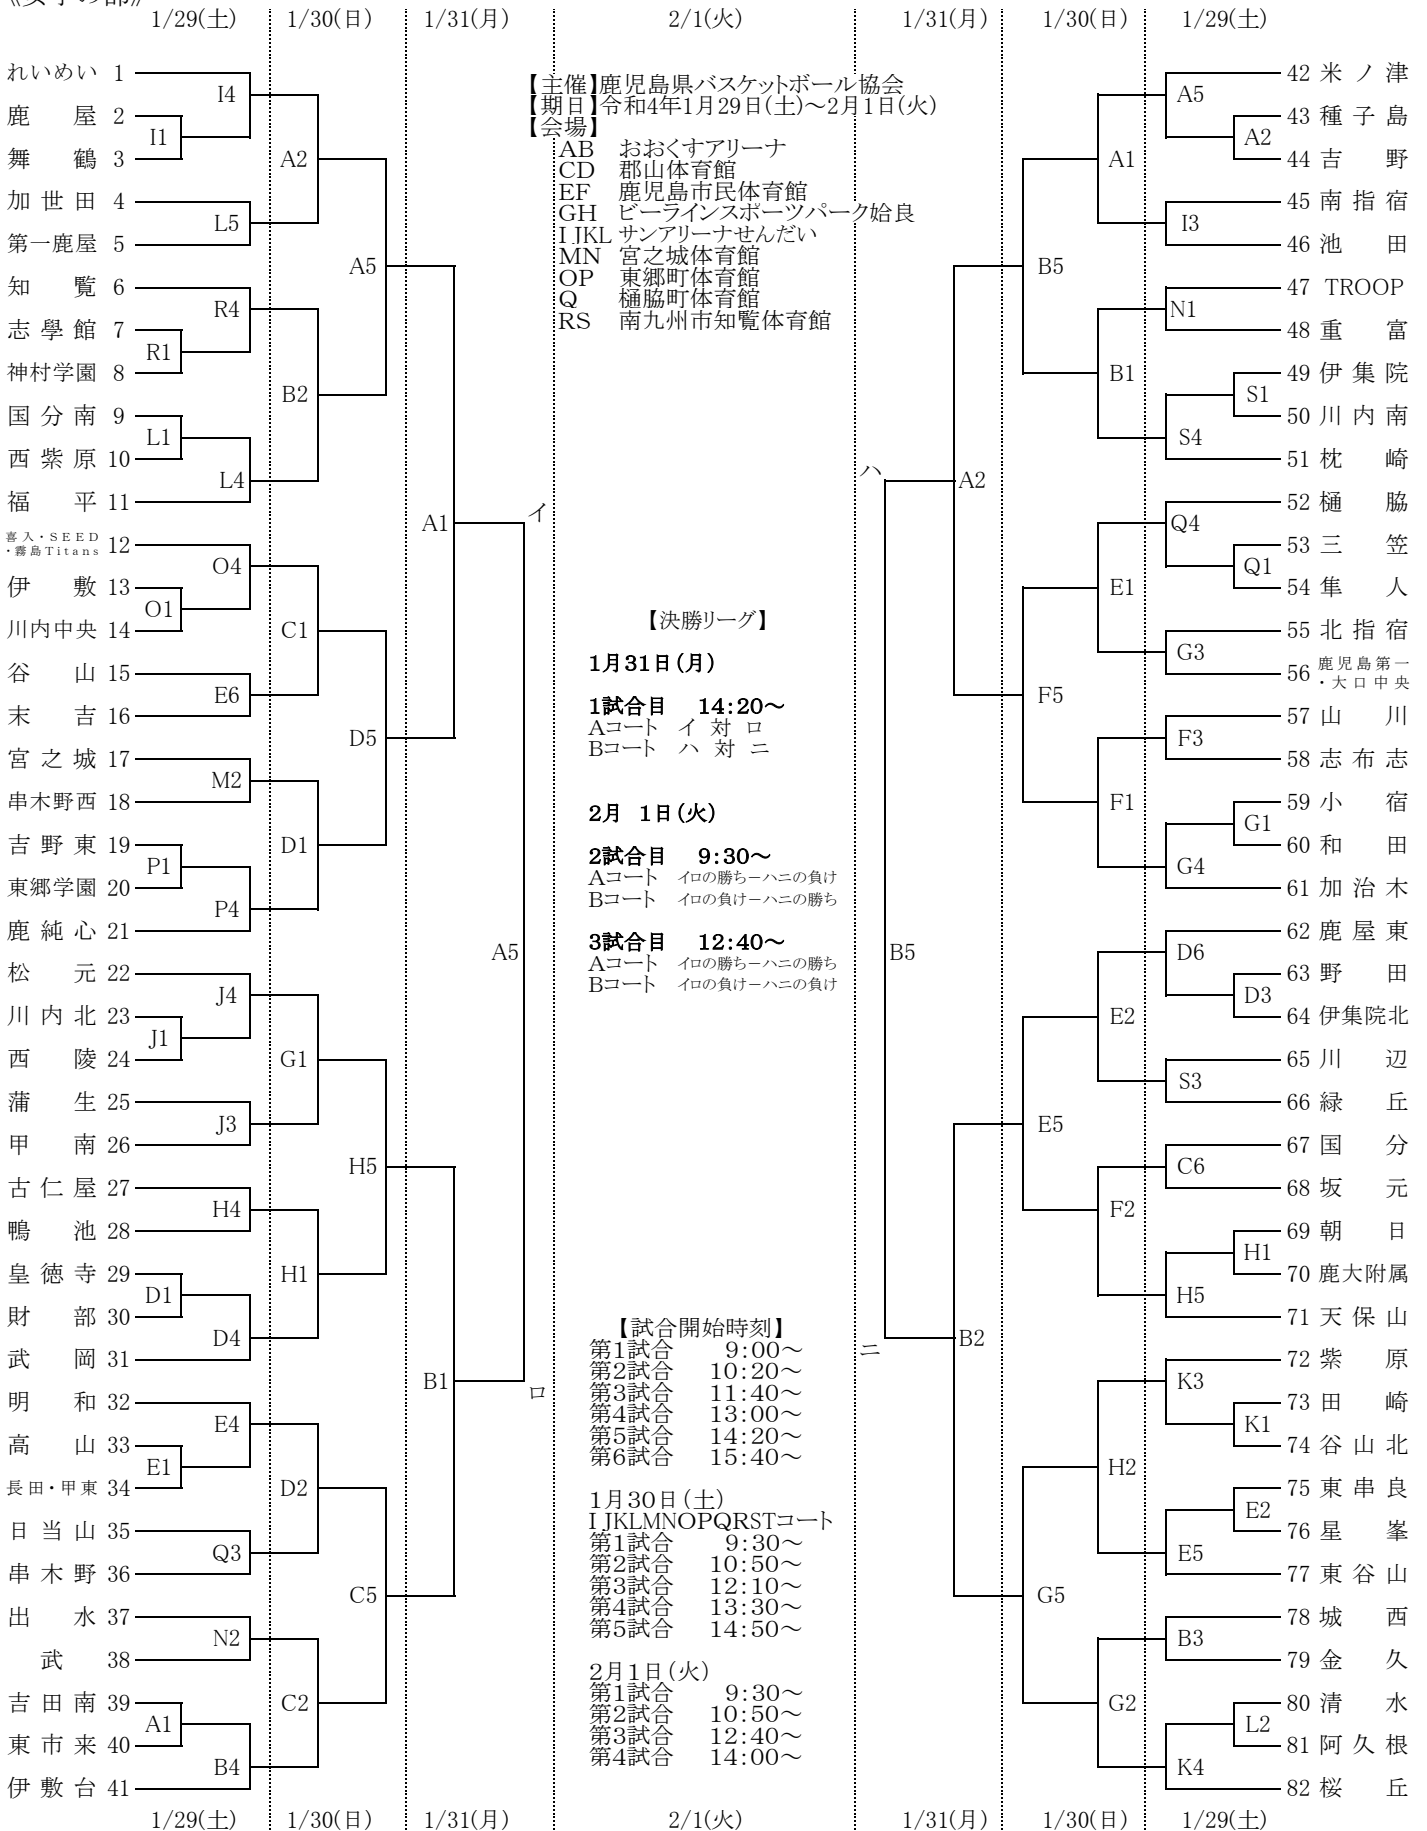 1/29(土) 1/30(日) 1/31(月) 2/1(火) 1/31(月) 1/30(日) 1/29(土)
れいめい 1
I4
鹿屋 2
I1
舞鶴 3
A2
加世田 4
L5
第一鹿屋 5
A5
知覧 6
R4
志學館 7
R1
神村学園 8
B2
国分南 9
L1
西紫原 10
L4
福平 11
A1
イ
喜入・SEED
・霧島Titans 12
O4
伊敷 13
O1
川内中央 14
C1
谷山 15
E6
末吉 16
D5
宮之城 17
M2
串木野西 18
D1
吉野東 19
P1
東郷学園 20
P4
鹿純心 21
A5
松元 22
J4
川内北 23
J1
西陵 24
G1
蒲生 25
J3
甲南 26
H5
古仁屋 27
H4
鴨池 28
H1
皇徳寺 29
D1
財部 30
D4
武岡 31
B1
ロ
明和 32
E4
高山 33
E1
長田・甲東 34
D2
日当山 35
Q3
串木野 36
C5
出水 37
N2
武 38
C2
吉田南 39
A1
東市来 40
B4
伊敷台 41
【主催】鹿児島県バスケットボール協会
【期日】令和4年1月29日(土)～2月1日(火)
【会場】
AB おおくすアリーナ
CD 郡山体育館
EF 鹿児島市民体育館
GH ビーラインスポーツパーク姶良
IJKL サンアリーナせんだい
MN 宮之城体育館
OP 東郷町体育館
Q 樋脇町体育館
RS 南九州市知覧体育館
【決勝リーグ】
1月31日(月)
1試合目 14:20～
Aコート イ 対 ロ
Bコート ハ 対 ニ
2月 1日(火)
2試合目 9:30～
Aコート イロの勝ち－ハニの負け
Bコート イロの負け－ハニの勝ち
3試合目 12:40～
Aコート イロの勝ち－ハニの勝ち
Bコート イロの負け－ハニの負け
【試合開始時刻】
第1試合 9:00～
第2試合 10:20～
第3試合 11:40～
第4試合 13:00～
第5試合 14:20～
第6試合 15:40～
1月30日(土)
IJKLMNOPQRSTコート
第1試合 9:30～
第2試合 10:50～
第3試合 12:10～
第4試合 13:30～
第5試合 14:50～
2月1日(火)
第1試合 9:30～
第2試合 10:50～
第3試合 12:40～
第4試合 14:00～
42 米ノ津
A5
43 種子島
A2
44 吉野
A1
45 南指宿
I3
46 池田
B5
47 TROOP
N1
48 重富
B1
49 伊集院
S1
50 川内南
S4
51 枕崎
ハ
A2
52 樋脇
Q4
53 三笠
Q1
54 隼人
E1
55 北指宿
G3
56 鹿児島第一
・大口中央
F5
57 山川
F3
58 志布志
F1
59 小宿
G1
60 和田
G4
61 加治木
B5
62 鹿屋東
D6
63 野田
D3
64 伊集院北
E2
65 川辺
S3
66 緑丘
E5
67 国分
C6
68 坂元
F2
69 朝日
H1
70 鹿大附属
H5
71 天保山
ニ
B2
72 紫原
K3
73 田崎
K1
74 谷山北
H2
75 東串良
E2
76 星峯
E5
77 東谷山
G5
78 城西
B3
79 金久
G2
80 清水
L2
81 阿久根
K4
82 桜丘
1/29(土) 1/30(日) 1/31(月) 2/1(火) 1/31(月) 1/30(日) 1/29(土)